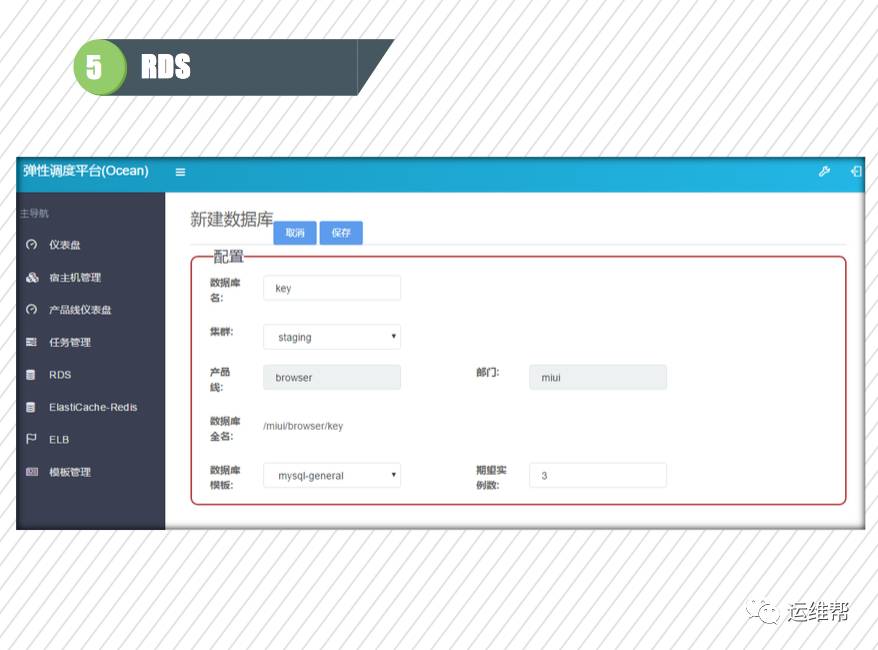 5 RDS
弹性调度平台(Ocean)
主导航
仪表盘
宿主机管理
产品线仪表盘
任务管理
RDS
ElastiCache-Redis
ELB
模板管理
新建数据库
取消 保存
配置
数据库
名:
key
集群:
staging
产品
线:
browser
部门:
miui
数据库
全名:
/miui/browser/key
数据库
模板:
mysql-general
期望实
例数:
3
运维帮